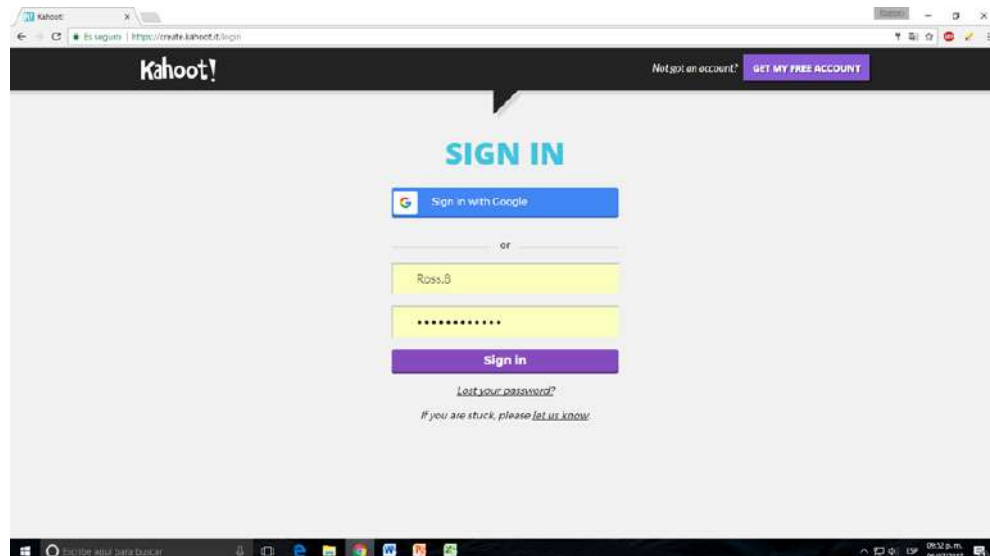 Kahoot!
Es seguro | https://create.kahoot.it/login
Kahoot!
Not got an account?
GET MY FREE ACCOUNT
SIGN IN
Sign in with Google
or
Ross.B
••••••••••••
Sign in
Lost your password?
If you are stuck, please let us know.
Escribe aquí para buscar
ESP
09:52 p.m.